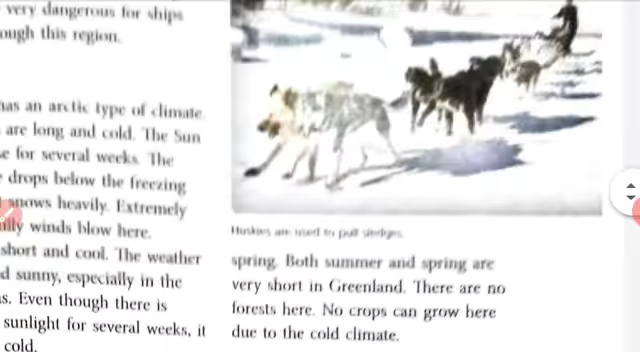 very dangerous for ships
ough this region.
has an arctic type of climate.
are long and cold. The Sun
e for several weeks. The
drops below the freezing
snows heavily. Extremely
illy winds blow here.
short and cool. The weather
d sunny, especially in the
s. Even though there is
sunlight for several weeks, it
cold.
Huskies are used to pull sledges.
spring. Both summer and spring are
very short in Greenland. There are no
forests here. No crops can grow here
due to the cold climate.